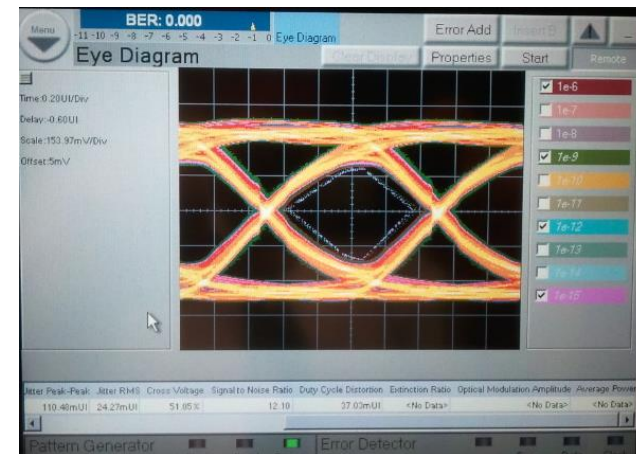 Menu
BER: 0.000
-11 -10 -9 -8 -7 -6 -5 -4 -3 -2 -1 0 Eye Diagram
Error Add
Eye Diagram
Clear Display
Properties
Start
Remote
Time:0.20UI/Div
Delay:-0.60UI
Scale:153.97mV/Div
Offset:5mV
1e-6
1e-7
1e-8
1e-9
1e-10
1e-11
1e-12
1e-13
1e-14
1e-15
Jitter Peak-Peak Jitter RMS Cross Voltage Signal to Noise Ratio Duty Cycle Distortion Extinction Ratio Optical Modulation Amplitude Average Power
110.48mUI 24.27mUI 51.05% 12.10 37.03mUI <No Data> <No Data> <No Data>
Pattern Generator
Error Detector